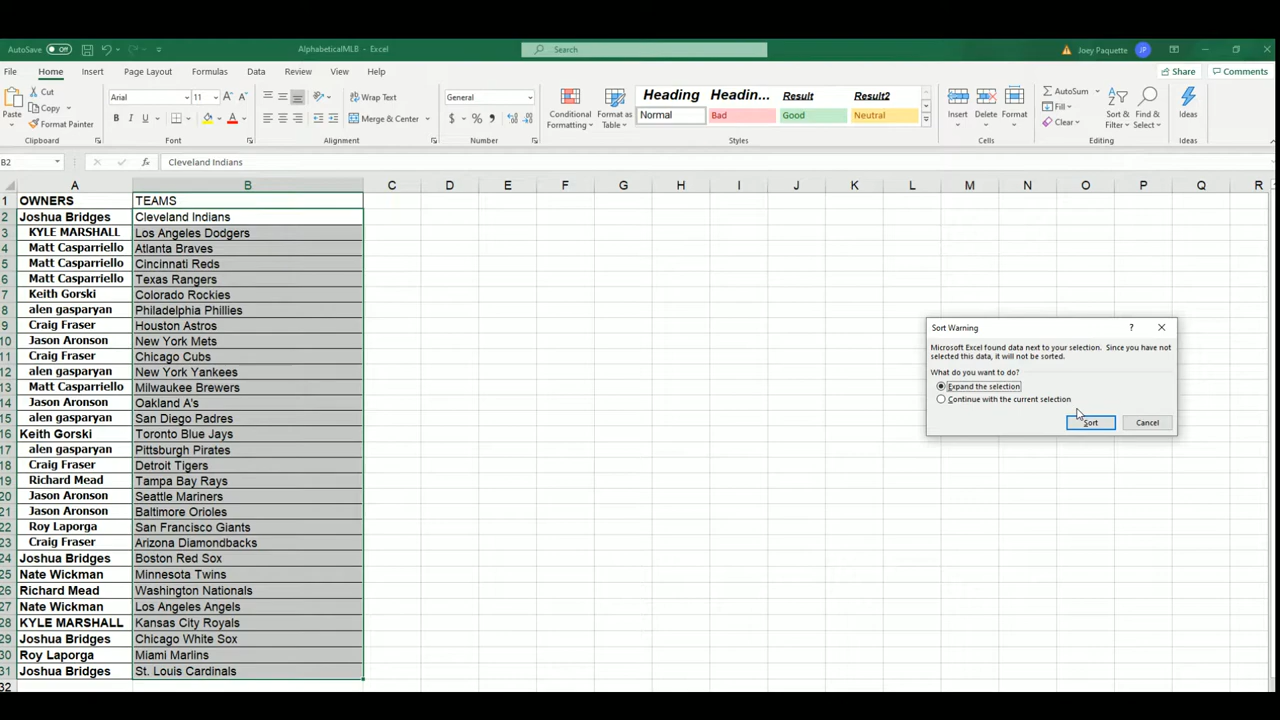 AutoSave Off AlphabeticalMLB - Excel Search Joey Paquette JP
File Home Insert Page Layout Formulas Data Review View Help Share Comments
Paste Cut Copy Format Painter Arial 11 Wrap Text Merge & Center General Conditional Formatting Format as Table Heading Headin... Result Result2 Normal Bad Good Neutral Insert Delete Format AutoSum Fill Clear Sort & Filter Find & Select Ideas
Clipboard Font Alignment Number Styles Cells Editing Ideas
B2 fx Cleveland Indians
A B C D E F G H I J K L M N O P Q R
1 OWNERS TEAMS
2 Joshua Bridges Cleveland Indians
3 KYLE MARSHALL Los Angeles Dodgers
4 Matt Casparriello Atlanta Braves
5 Matt Casparriello Cincinnati Reds
6 Matt Casparriello Texas Rangers
7 Keith Gorski Colorado Rockies
8 alen gasparyan Philadelphia Phillies
9 Craig Fraser Houston Astros
10 Jason Aronson New York Mets
11 Craig Fraser Chicago Cubs
12 alen gasparyan New York Yankees
13 Matt Casparriello Milwaukee Brewers
14 Jason Aronson Oakland A's
15 alen gasparyan San Diego Padres
16 Keith Gorski Toronto Blue Jays
17 alen gasparyan Pittsburgh Pirates
18 Craig Fraser Detroit Tigers
19 Richard Mead Tampa Bay Rays
20 Jason Aronson Seattle Mariners
21 Jason Aronson Baltimore Orioles
22 Roy Laporga San Francisco Giants
23 Craig Fraser Arizona Diamondbacks
24 Joshua Bridges Boston Red Sox
25 Nate Wickman Minnesota Twins
26 Richard Mead Washington Nationals
27 Nate Wickman Los Angeles Angels
28 KYLE MARSHALL Kansas City Royals
29 Joshua Bridges Chicago White Sox
30 Roy Laporga Miami Marlins
31 Joshua Bridges St. Louis Cardinals
32
Sort Warning ?
Microsoft Excel found data next to your selection. Since you have not
selected this data, it will not be sorted.
What do you want to do?
Expand the selection
Continue with the current selection
Sort Cancel